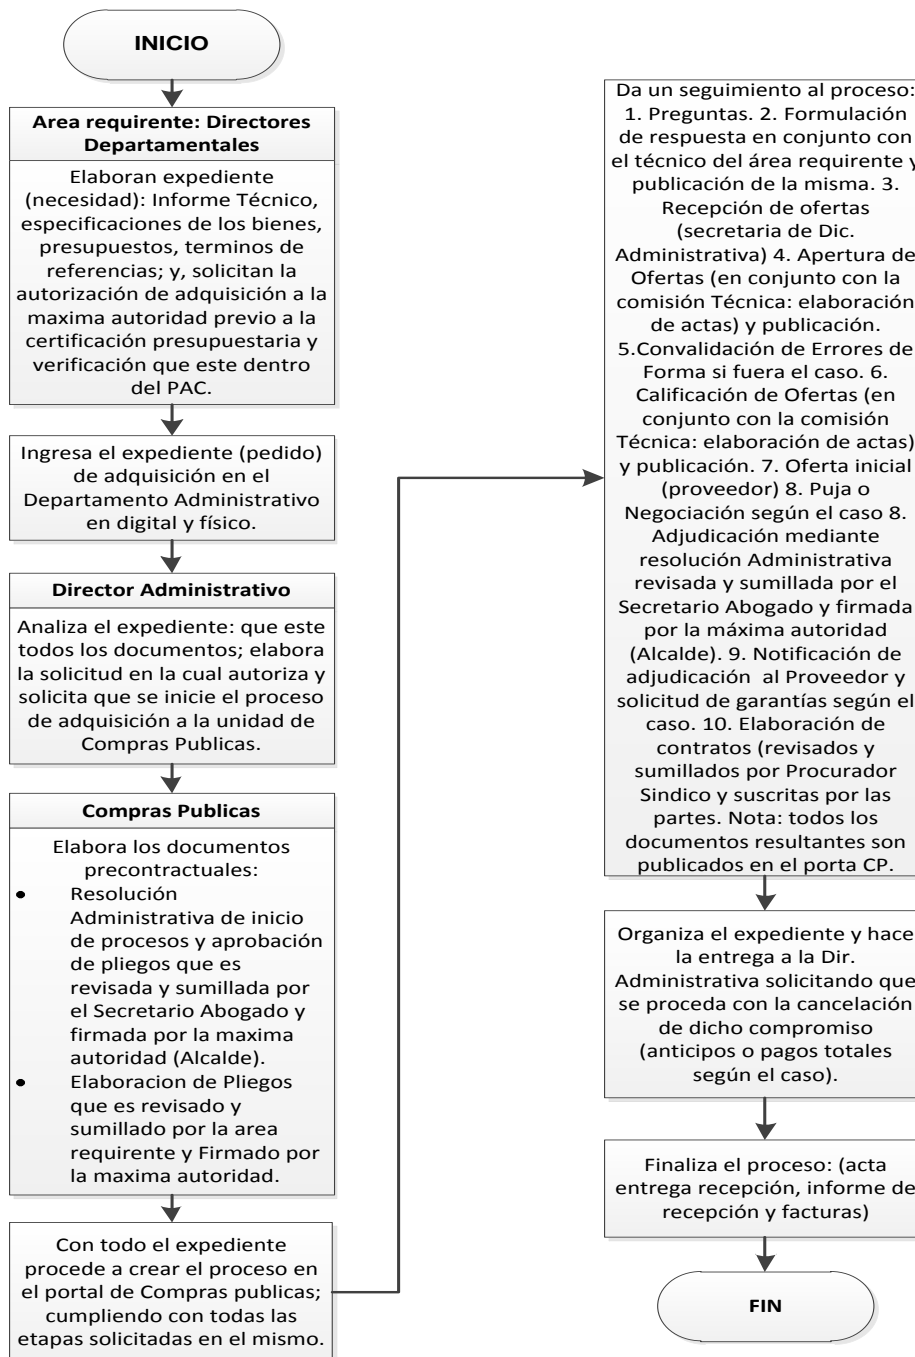 INICIO
Area requirente: Directores
Departamentales
Elaboran expediente
(necesidad): Informe Técnico,
especificaciones de los bienes,
presupuestos, terminos de
referencias; y, solicitan la
autorización de adquisición a la
maxima autoridad previo a la
certificación presupuestaria y
verificación que este dentro
del PAC.
Ingresa el expediente (pedido)
de adquisición en el
Departamento Administrativo
en digital y físico.
Director Administrativo
Analiza el expediente: que este
todos los documentos; elabora
la solicitud en la cual autoriza y
solicita que se inicie el proceso
de adquisición a la unidad de
Compras Publicas.
Compras Publicas
Elabora los documentos
precontractuales:
• Resolución
Administrativa de inicio
de procesos y aprobación
de pliegos que es
revisada y sumillada por
el Secretario Abogado y
firmada por la maxima
autoridad (Alcalde).
• Elaboracion de Pliegos
que es revisado y
sumillado por la area
requirente y Firmado por
la maxima autoridad.
Con todo el expediente
procede a crear el proceso en
el portal de Compras publicas;
cumpliendo con todas las
etapas solicitadas en el mismo.
Da un seguimiento al proceso:
1. Preguntas. 2. Formulación
de respuesta en conjunto con
el técnico del área requirente y
publicación de la misma. 3.
Recepción de ofertas
(secretaria de Dic.
Administrativa) 4. Apertura de
Ofertas (en conjunto con la
comisión Técnica: elaboración
de actas) y publicación.
5.Convalidación de Errores de
Forma si fuera el caso. 6.
Calificación de Ofertas (en
conjunto con la comisión
Técnica: elaboración de actas)
y publicación. 7. Oferta inicial
(proveedor) 8. Puja o
Negociación según el caso 8.
Adjudicación mediante
resolución Administrativa
revisada y sumillada por el
Secretario Abogado y firmada
por la máxima autoridad
(Alcalde). 9. Notificación de
adjudicación al Proveedor y
solicitud de garantías según el
caso. 10. Elaboración de
contratos (revisados y
sumillados por Procurador
Sindico y suscritas por las
partes. Nota: todos los
documentos resultantes son
publicados en el porta CP.
Organiza el expediente y hace
la entrega a la Dir.
Administrativa solicitando que
se proceda con la cancelación
de dicho compromiso
(anticipos o pagos totales
según el caso).
Finaliza el proceso: (acta
entrega recepción, informe de
recepción y facturas)
FIN